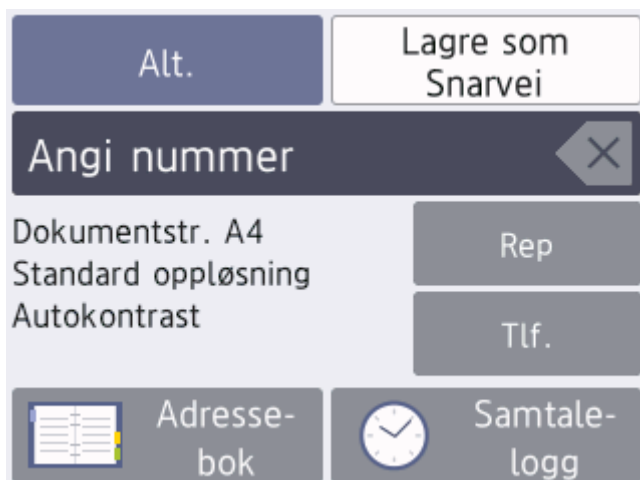 Alt.
Lagre som
Snarvei
Angi nummer
Dokumentstr. A4
Standard oppløsning
Autokontrast
Rep
Tlf.
Adresse-
bok
Samtale-
logg